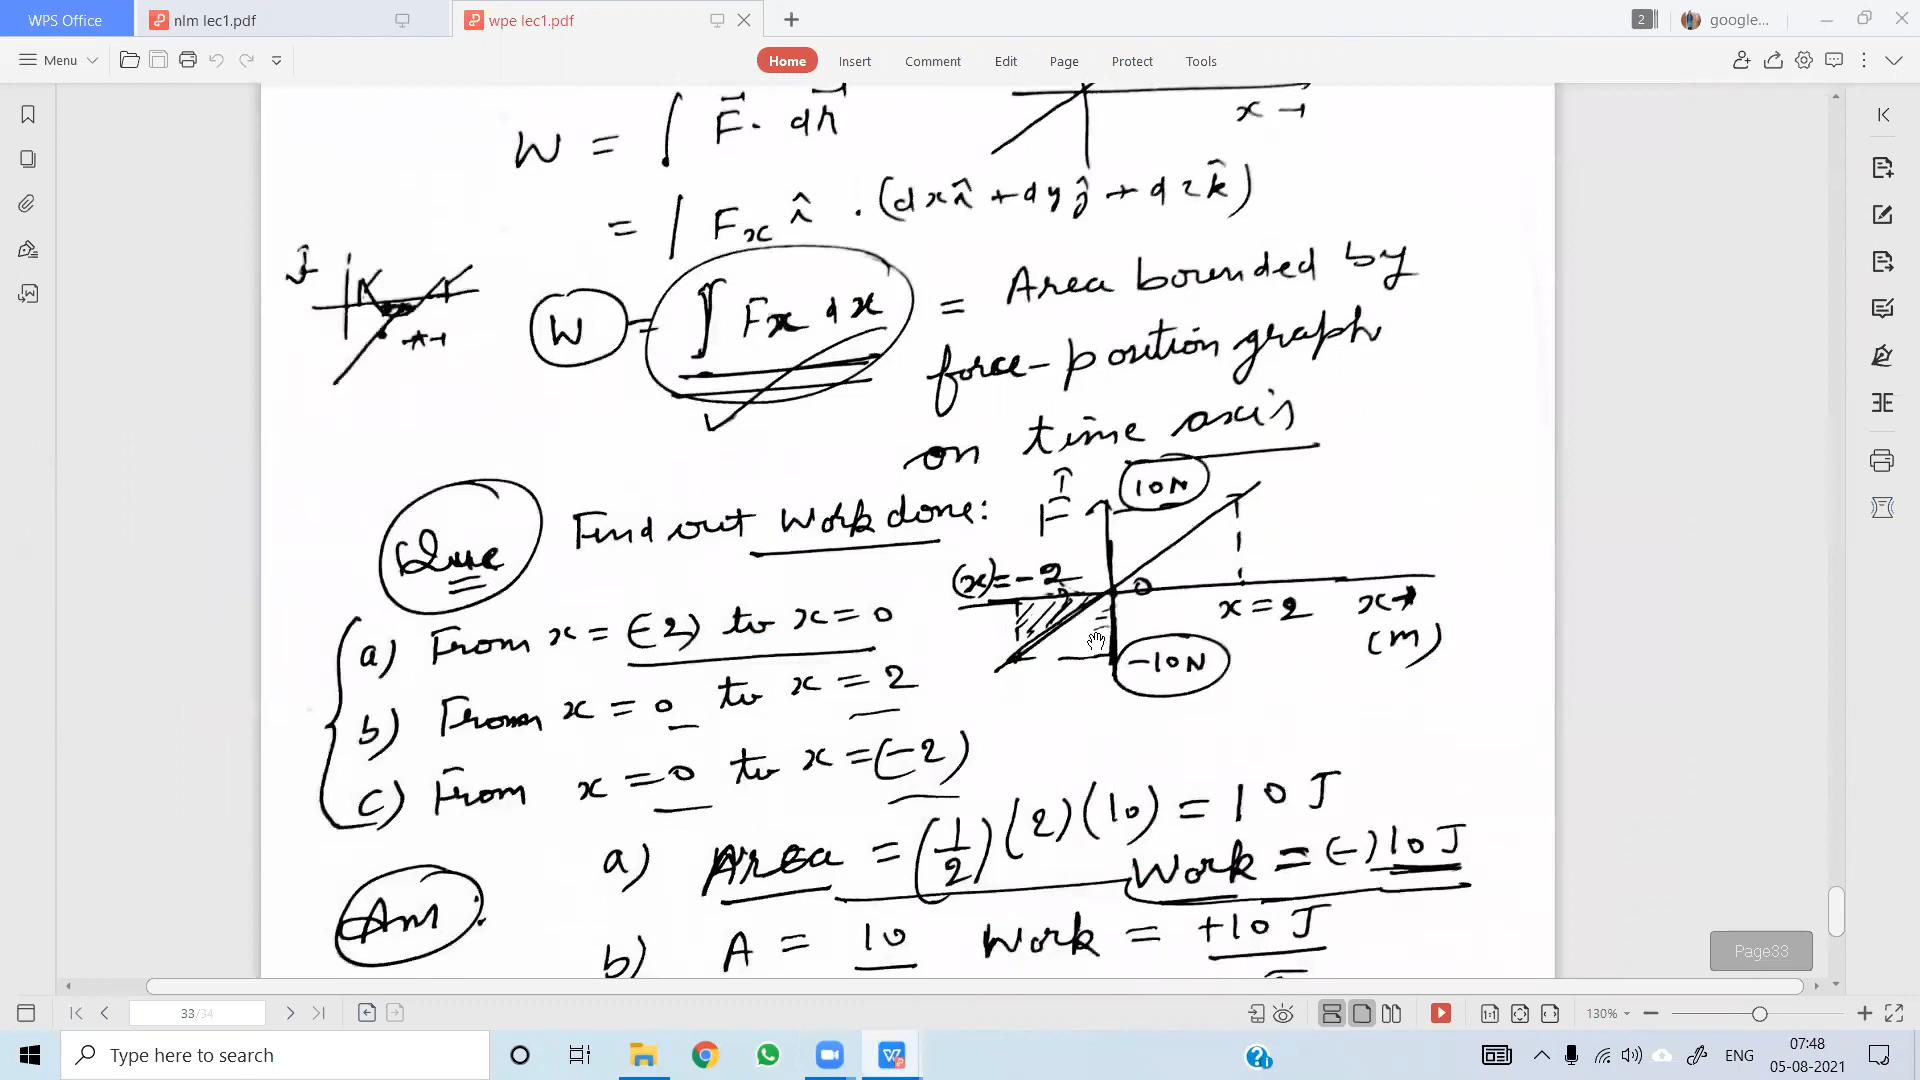 WPS Office
nlm lec1.pdf
wpe lec1.pdf
2
google...
Menu
Home
Insert
Comment
Edit
Page
Protect
Tools
x →
W = ∫ F⃗. dr⃗
= ∫ Fx î . (dxî + dyĵ + dzk̂)
W = ∫ Fx dx = Area bounded by
force-position graph
on time axis
Que Find out Work done:
F
10N
(x)=-2
0
x = 2
x→
(m)
-10N
a) From x = (-2) to x = 0
b) From x = 0 to x = 2
c) From x = 0 to x = (-2)
Ans.
a) Area = (1/2)(2)(10) = 10 J
Work = (-) 10 J
b) A = 10 Work = +10 J
Page33
33/34
130%
Type here to search
ENG
07:48
05-08-2021